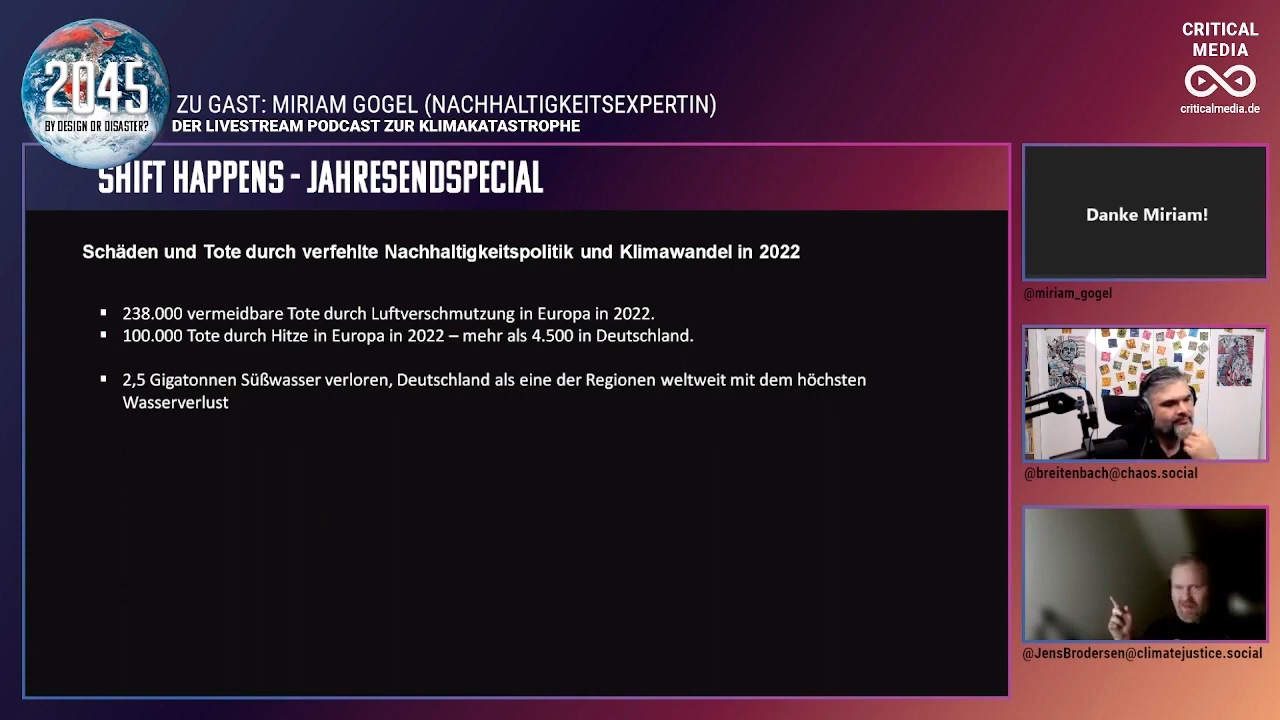 2045
BY DESIGN OR DISASTER?
ZU GAST: MIRIAM GOGEL (NACHHALTIGKEITSEXPERTIN)
DER LIVESTREAM PODCAST ZUR KLIMAKATASTROPHE
CRITICAL
MEDIA
criticalmedia.de
SHIFT HAPPENS - JAHRESENDSPECIAL
Schäden und Tote durch verfehlte Nachhaltigkeitspolitik und Klimawandel in 2022
▪ 238.000 vermeidbare Tote durch Luftverschmutzung in Europa in 2022.
▪ 100.000 Tote durch Hitze in Europa in 2022 – mehr als 4.500 in Deutschland.
▪ 2,5 Gigatonnen Süßwasser verloren, Deutschland als eine der Regionen weltweit mit dem höchsten
Wasserverlust
Danke Miriam!
@miriam_gogel
@breitenbach@chaos.social
@JensBrodersen@climatejustice.social